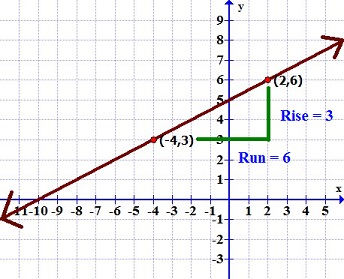 y
9
8
7
6
(2,6)
5
Rise = 3
4
3
(-4,3)
2
Run = 6
1
x
-11-10-9 -8 -7 -6 -5 -4 -3 -2 -1 1 2 3 4 5
-1
-2
-3